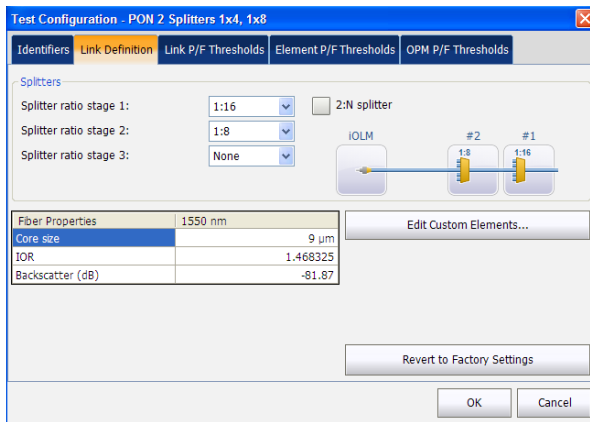 Test Configuration - PON 2 Splitters 1x4, 1x8
Identifiers Link Definition Link P/F Thresholds Element P/F Thresholds OPM P/F Thresholds
Splitters
Splitter ratio stage 1: 1:16 2:N splitter
Splitter ratio stage 2: 1:8
Splitter ratio stage 3: None
iOLM #2 #1
1:8 1:16
Fiber Properties 1550 nm
Core size 9 µm
IOR 1.468325
Backscatter (dB) -81.87
Edit Custom Elements...
Revert to Factory Settings
OK Cancel